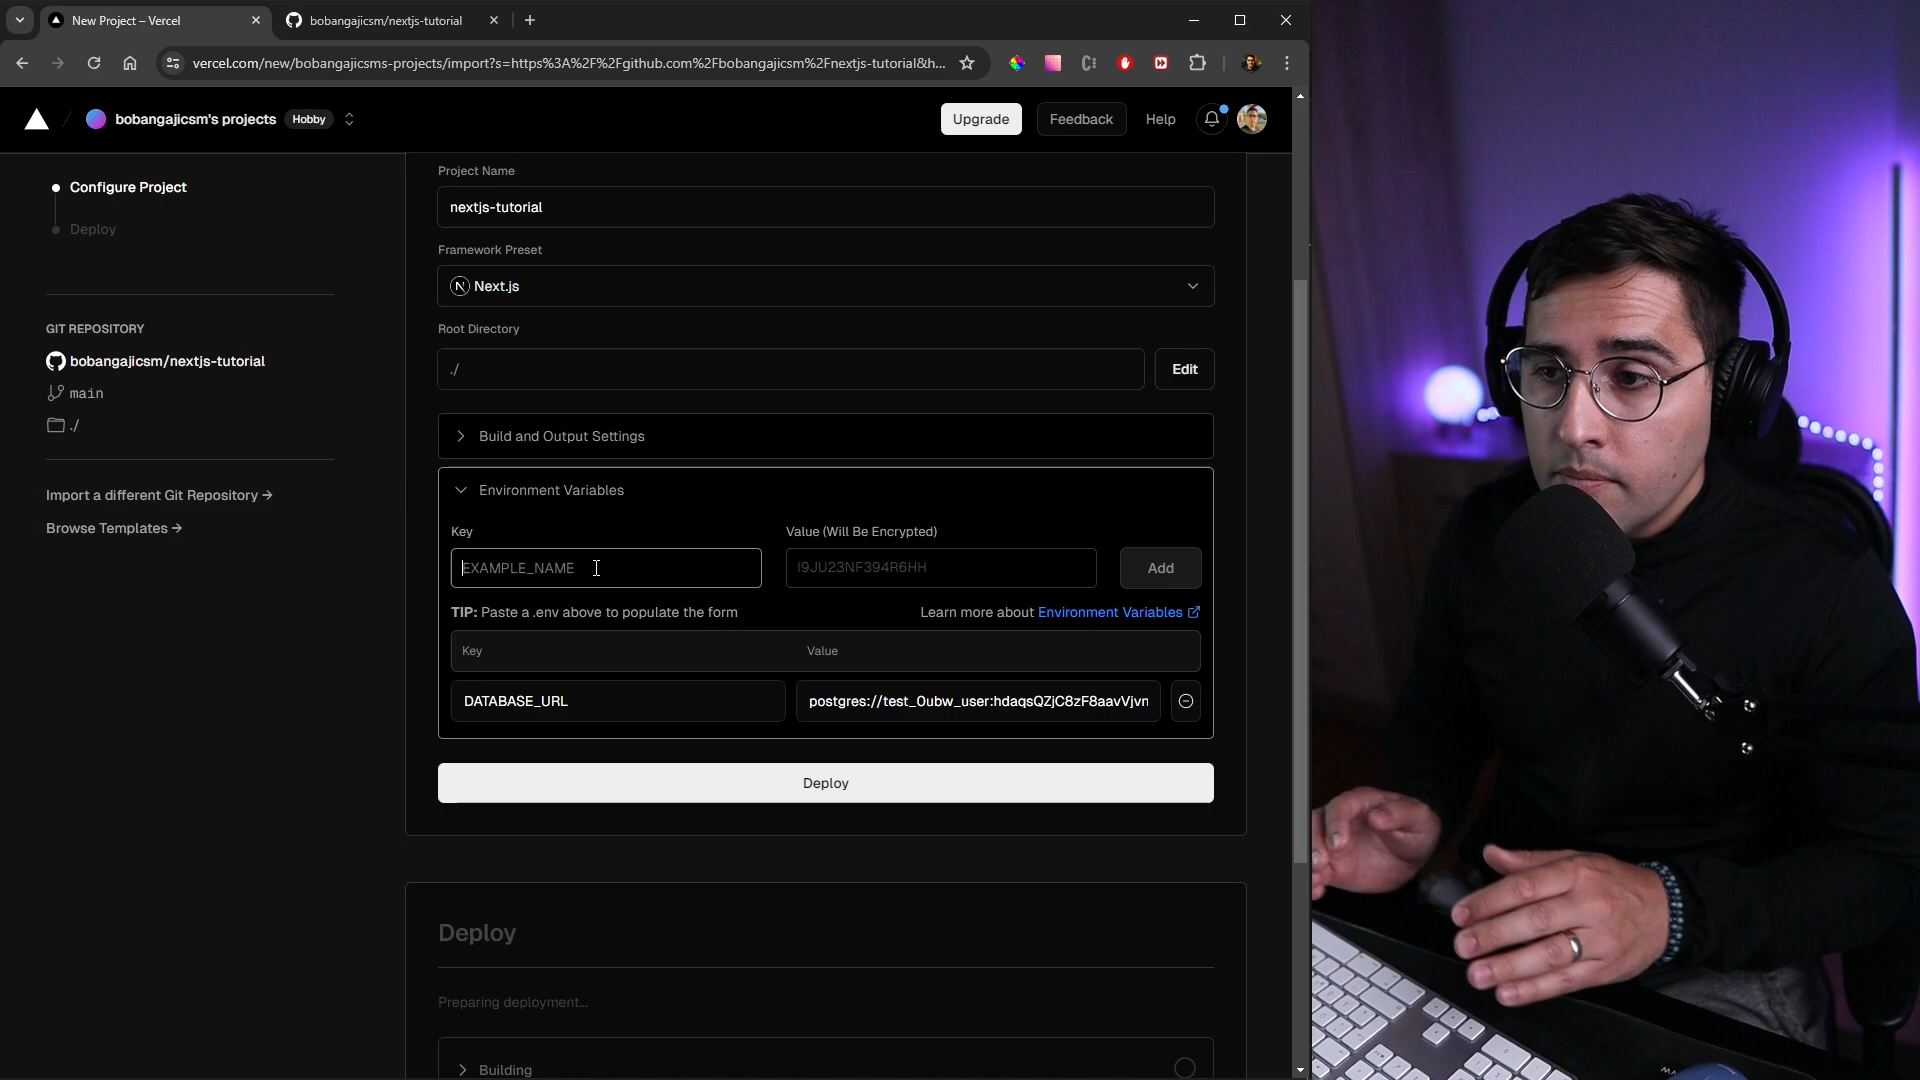 New Project – Vercel
bobangajicsm/nextjs-tutorial
vercel.com/new/bobangajicsms-projects/import?s=https%3A%2F%2Fgithub.com%2Fbobangajicsm%2Fnextjs-tutorial&h...
bobangajicsm's projects Hobby
Upgrade Feedback Help
Configure Project
Deploy
GIT REPOSITORY
bobangajicsm/nextjs-tutorial
main
./
Import a different Git Repository →
Browse Templates →
Project Name
nextjs-tutorial
Framework Preset
N Next.js
Root Directory
./ Edit
Build and Output Settings
Environment Variables
Key Value (Will Be Encrypted)
EXAMPLE_NAME I9JU23NF394R6HH Add
TIP: Paste a .env above to populate the form Learn more about Environment Variables
Key Value
DATABASE_URL postgres://test_0ubw_user:hdaqsQZjC8zF8aavVjvn
Deploy
Deploy
Preparing deployment...
Building